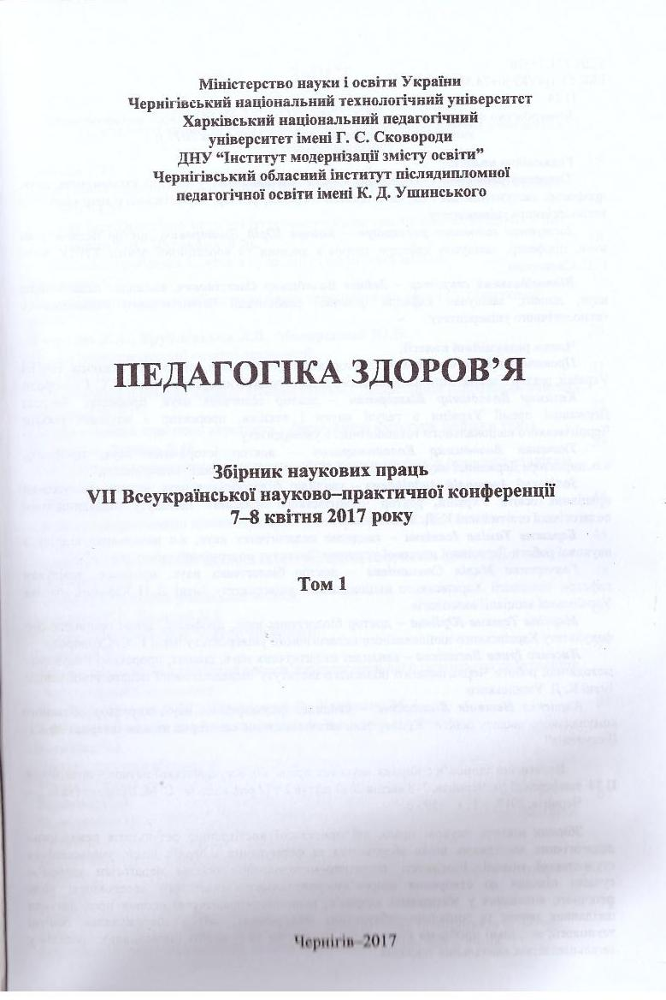 Міністерство науки і освіти України
Чернігівський національний технологічний університет
Харківський національний педагогічний
університет імені Г. С. Сковороди
ДНУ “Інститут модернізації змісту освіти”
Чернігівський обласний інститут післядипломної
педагогічної освіти імені К. Д. Ушинського
ПЕДАГОГІКА ЗДОРОВ’Я
Збірник наукових праць
VII Всеукраїнської науково–практичної конференції
7–8 квітня 2017 року
Том 1
Чернігів–2017